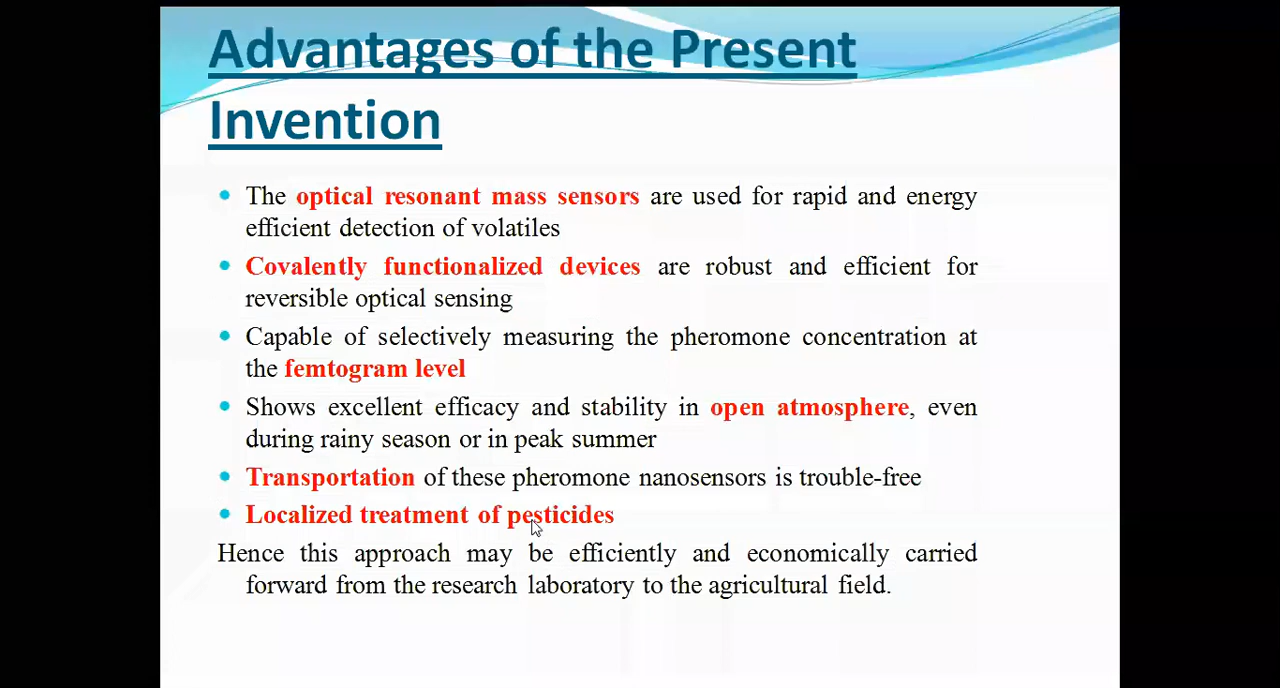 Advantages of the Present
Invention
The optical resonant mass sensors are used for rapid and energy
efficient detection of volatiles
Covalently functionalized devices are robust and efficient for
reversible optical sensing
Capable of selectively measuring the pheromone concentration at
the femtogram level
Shows excellent efficacy and stability in open atmosphere, even
during rainy season or in peak summer
Transportation of these pheromone nanosensors is trouble-free
Localized treatment of pesticides
Hence this approach may be efficiently and economically carried
forward from the research laboratory to the agricultural field.